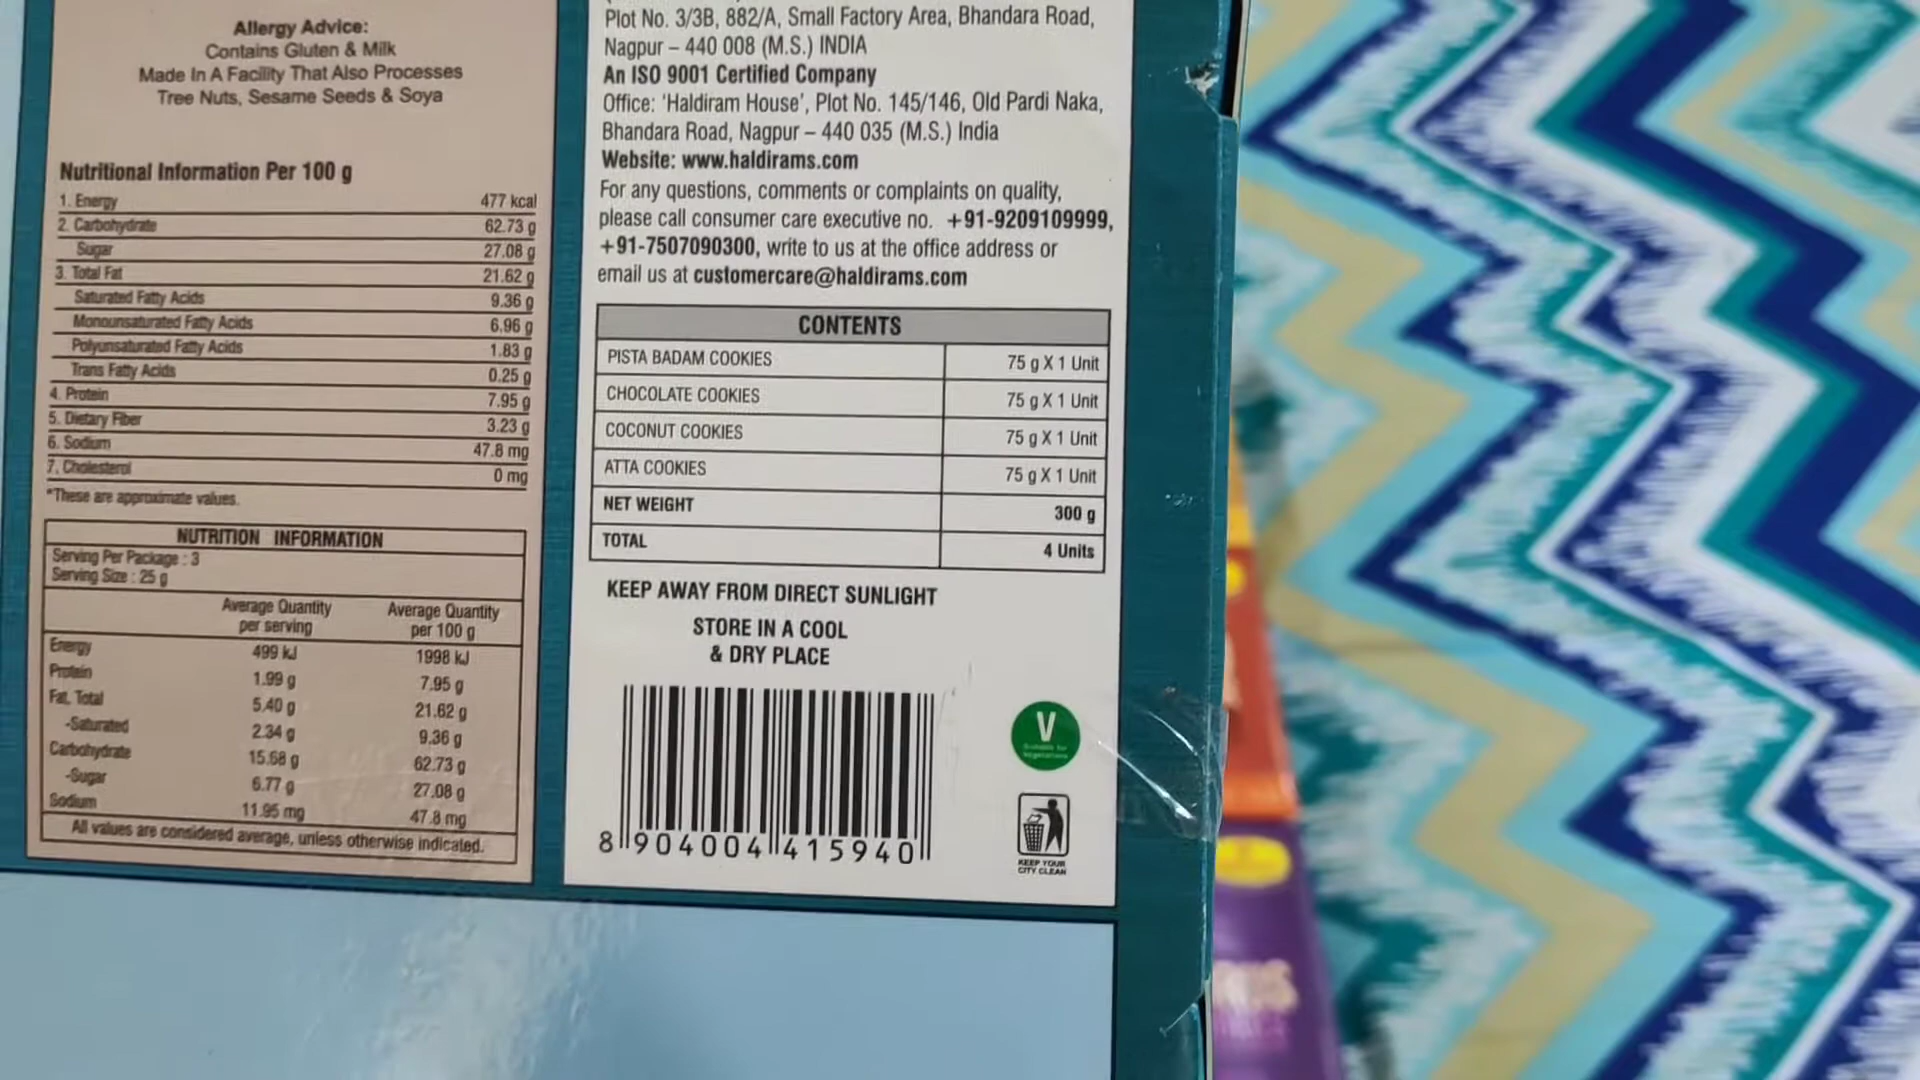 Allergy Advice:
Contains Gluten & Milk
Made In A Facility That Also Processes
Tree Nuts, Sesame Seeds & Soya
Nutritional Information Per 100 g
1. Energy 477 kcal
2. Carbohydrate 62.73 g
Sugar 27.08 g
3. Total Fat 21.62 g
Saturated Fatty Acids 9.36 g
Monounsaturated Fatty Acids 6.96 g
Polyunsaturated Fatty Acids 1.83 g
Trans Fatty Acids 0.25 g
4. Protein 7.95 g
5. Dietary Fiber 3.23 g
6. Sodium 47.8 mg
7. Cholesterol 0 mg
*These are approximate values.
NUTRITION INFORMATION
Serving Per Package : 3
Serving Size : 25 g
Average Quantity per serving Average Quantity per 100 g
Energy 499 kJ 1998 kJ
Protein 1.99 g 7.95 g
Fat, Total 5.40 g 21.62 g
-Saturated 2.34 g 9.36 g
Carbohydrate 15.68 g 62.73 g
-Sugar 6.77 g 27.08 g
Sodium 11.95 mg 47.8 mg
All values are considered average, unless otherwise indicated.
Plot No. 3/3B, 882/A, Small Factory Area, Bhandara Road,
Nagpur – 440 008 (M.S.) INDIA
An ISO 9001 Certified Company
Office: 'Haldiram House', Plot No. 145/146, Old Pardi Naka,
Bhandara Road, Nagpur – 440 035 (M.S.) India
Website: www.haldirams.com
For any questions, comments or complaints on quality,
please call consumer care executive no. +91-9209109999,
+91-7507090300, write to us at the office address or
email us at customercare@haldirams.com
CONTENTS
PISTA BADAM COOKIES 75 g X 1 Unit
CHOCOLATE COOKIES 75 g X 1 Unit
COCONUT COOKIES 75 g X 1 Unit
ATTA COOKIES 75 g X 1 Unit
NET WEIGHT 300 g
TOTAL 4 Units
KEEP AWAY FROM DIRECT SUNLIGHT
STORE IN A COOL
& DRY PLACE
8 904004 415940
V
Suitable for
Vegetarians
KEEP YOUR
CITY CLEAN